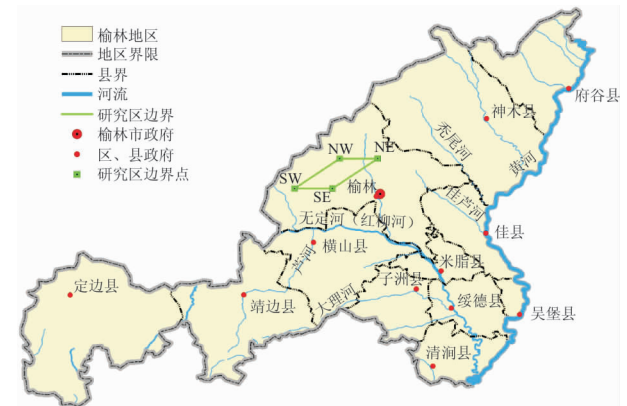 榆林地区
地区界限
县界
河流
研究区边界
榆林市政府
区、县政府
研究区边界点
府谷县
神木县
秃尾河
黄河
NW
NE
SW
SE
榆林
佳芦河
无定河（红柳河）
佳县
芦河
横山县
米脂县
定边县
靖边县
大理河
子洲县
绥德县
吴堡县
清涧县